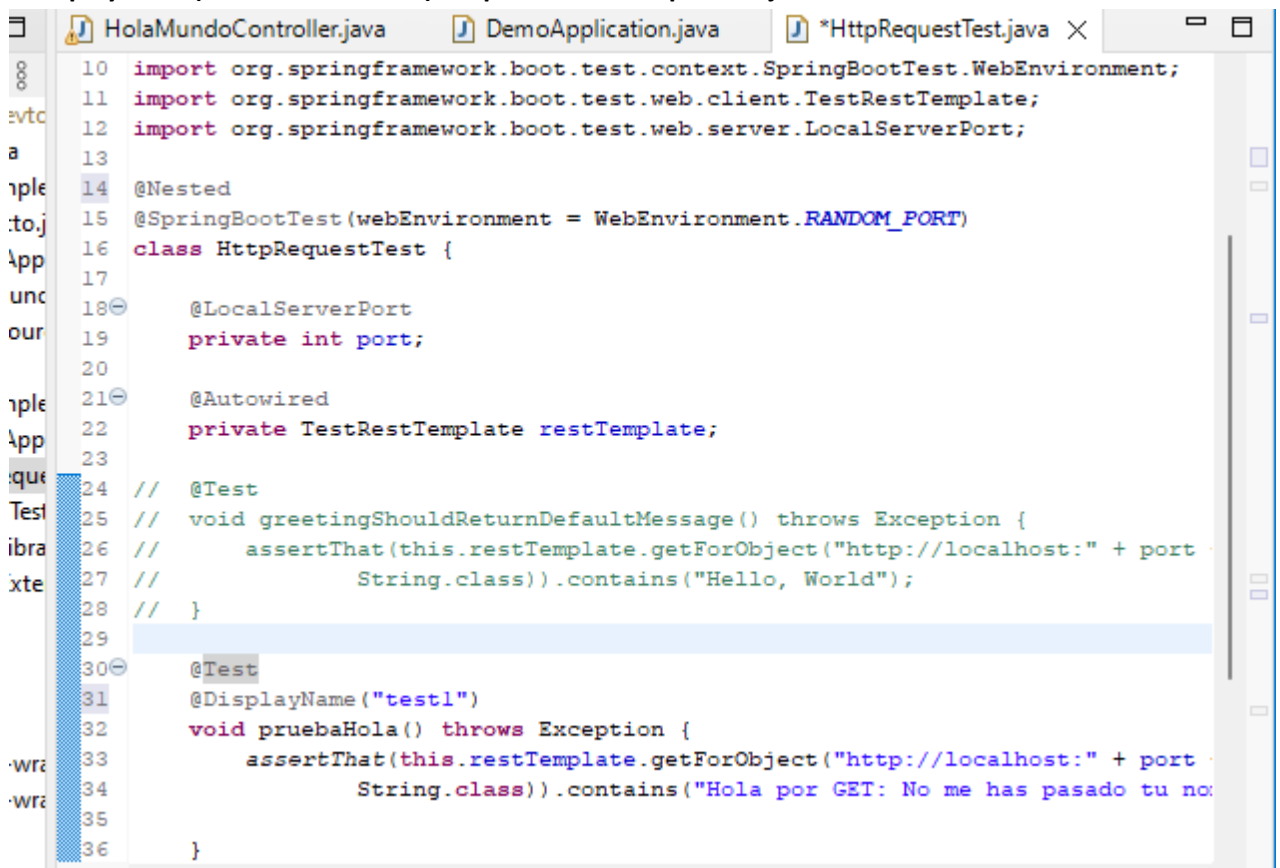 HolaMundoController.java DemoApplication.java *HttpRequestTest.java
10 import org.springframework.boot.test.context.SpringBootTest.WebEnvironment;
11 import org.springframework.boot.test.web.client.TestRestTemplate;
12 import org.springframework.boot.test.web.server.LocalServerPort;
13
14 @Nested
15 @SpringBootTest(webEnvironment = WebEnvironment.RANDOM_PORT)
16 class HttpRequestTest {
17
18 @LocalServerPort
19 private int port;
20
21 @Autowired
22 private TestRestTemplate restTemplate;
23
24 // @Test
25 // void greetingShouldReturnDefaultMessage() throws Exception {
26 // assertThat(this.restTemplate.getForObject("http://localhost:" + port
27 // String.class)).contains("Hello, World");
28 // }
29
30 @Test
31 @DisplayName("test1")
32 void pruebaHola() throws Exception {
33 assertThat(this.restTemplate.getForObject("http://localhost:" + port
34 String.class)).contains("Hola por GET: No me has pasado tu
35
36 }